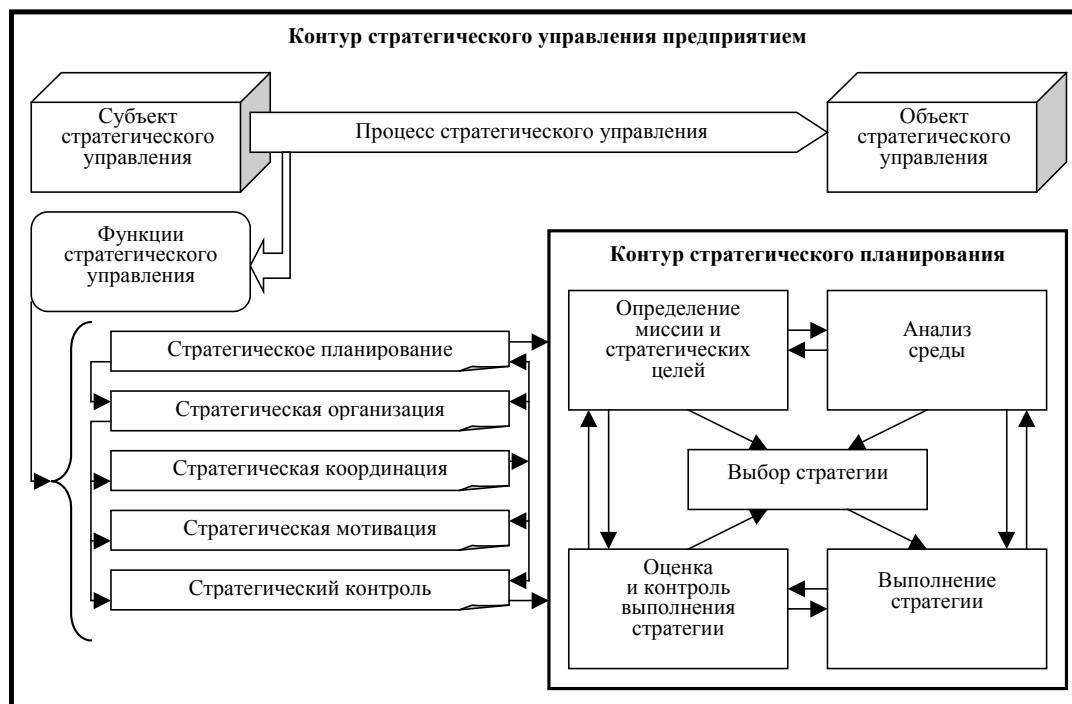 Контур стратегического управления предприятием
Субъект
стратегического
управления
Процесс стратегического управления
Объект
стратегического
управления
Функции
стратегического
управления
Стратегическое планирование
Стратегическая организация
Стратегическая координация
Стратегическая мотивация
Стратегический контроль
Контур стратегического планирования
Определение
миссии и
стратегических
целей
Анализ
среды
Выбор стратегии
Оценка
и контроль
выполнения
стратегии
Выполнение
стратегии